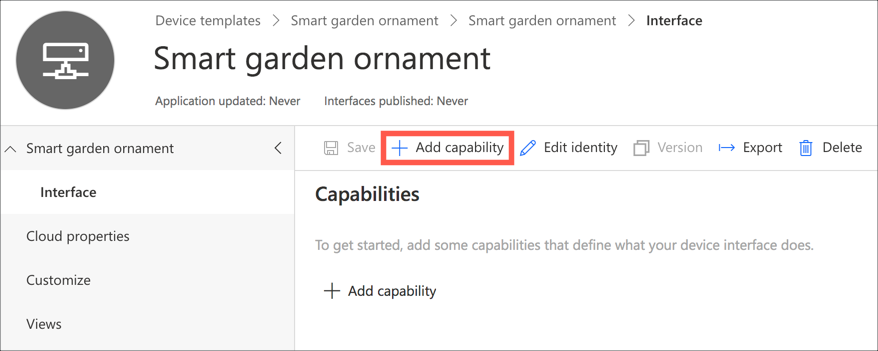 Device templates > Smart garden ornament > Smart garden ornament > Interface
Smart garden ornament
Application updated: Never Interfaces published: Never
Smart garden ornament
Save Add capability Edit identity Version Export Delete
Interface
Capabilities
Cloud properties
To get started, add some capabilities that define what your device interface does.
Customize
Add capability
Views